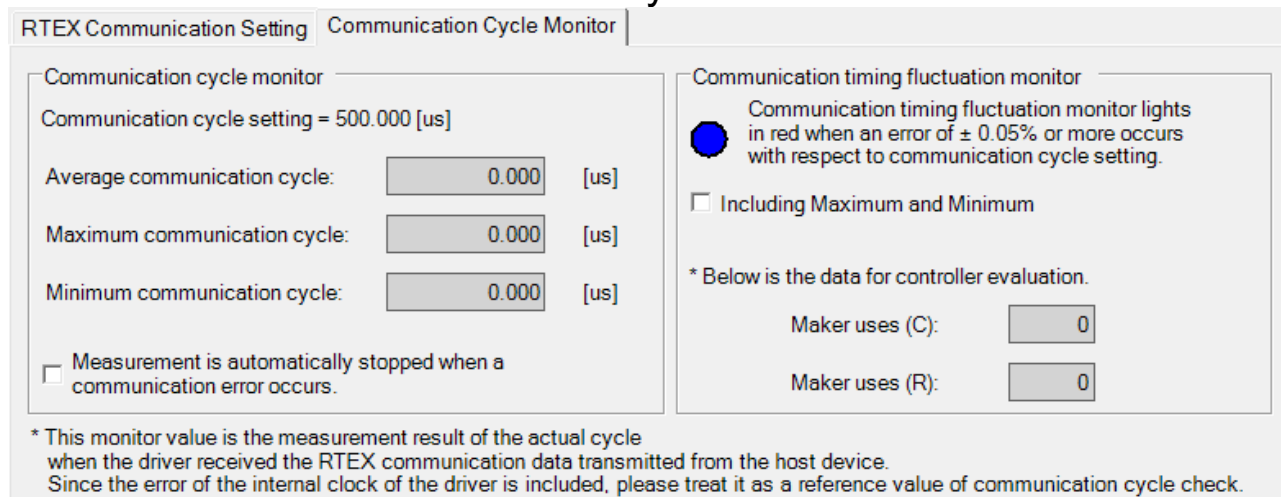 RTEX Communication Setting
Communication Cycle Monitor
Communication cycle monitor
Communication cycle setting = 500.000 [us]
Average communication cycle: 0.000 [us]
Maximum communication cycle: 0.000 [us]
Minimum communication cycle: 0.000 [us]
Measurement is automatically stopped when a
communication error occurs.
Communication timing fluctuation monitor
Communication timing fluctuation monitor lights
in red when an error of ± 0.05% or more occurs
with respect to communication cycle setting.
Including Maximum and Minimum
* Below is the data for controller evaluation.
Maker uses (C): 0
Maker uses (R): 0
* This monitor value is the measurement result of the actual cycle
when the driver received the RTEX communication data transmitted from the host device.
Since the error of the internal clock of the driver is included, please treat it as a reference value of communication cycle check.